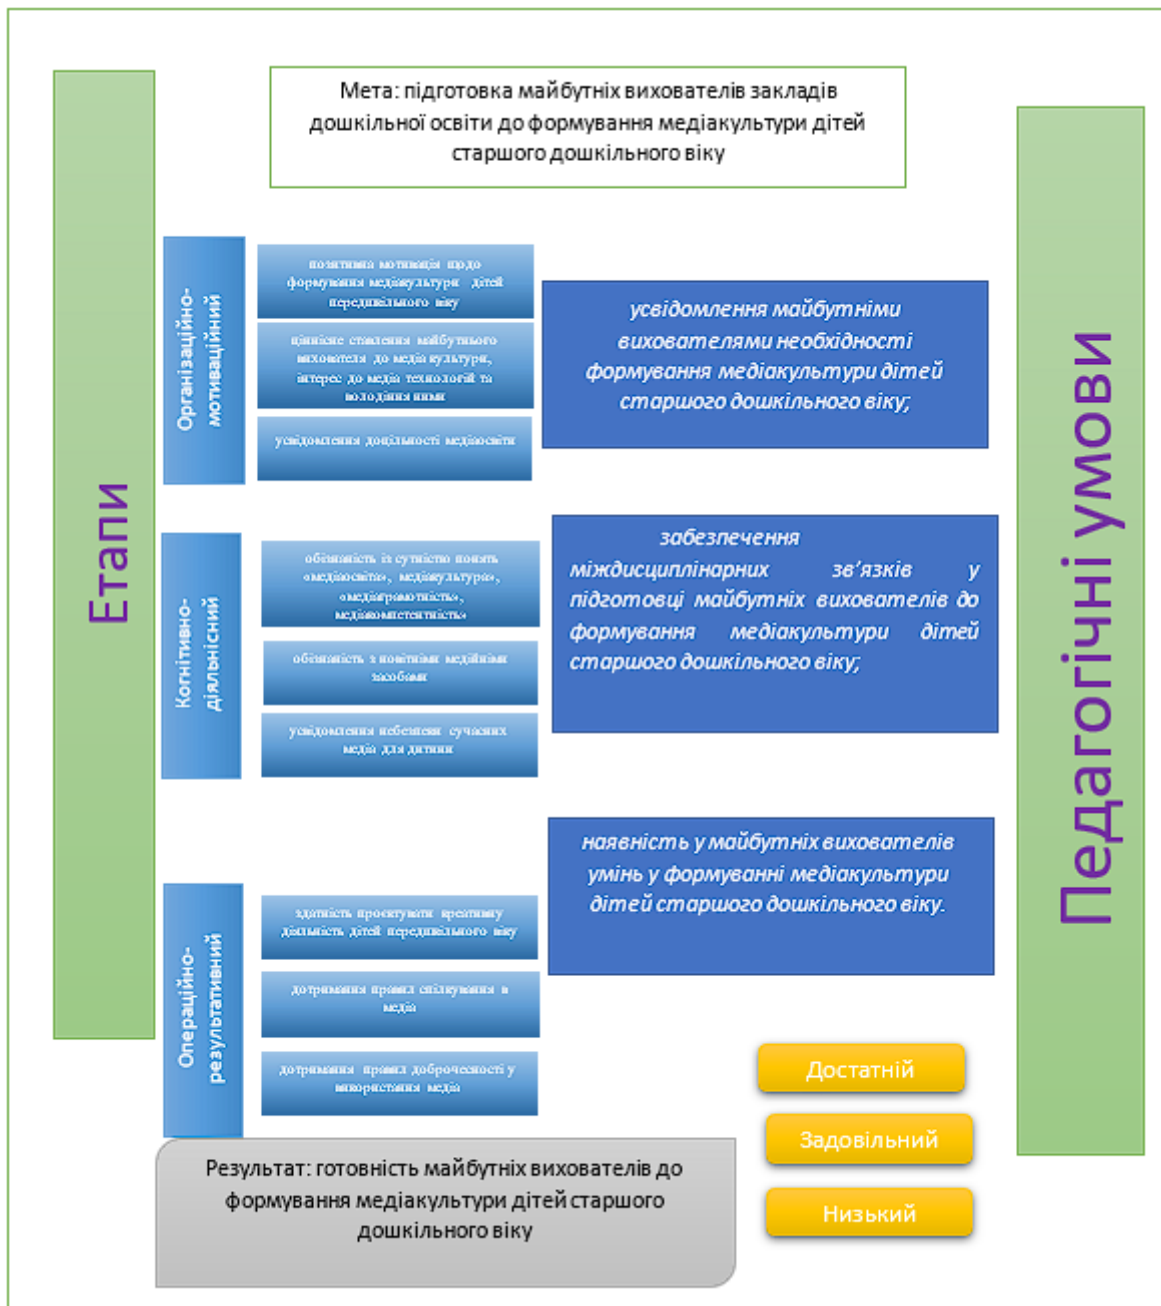 Мета: підготовка майбутніх вихователів закладів
дошкільної освіти до формування медіакультури дітей
старшого дошкільного віку
Етапи
Організаційно-
мотиваційний
позитивна мотивація щодо
формування медіакультури дітей
передшкільного віку
ціннісне ставлення майбутнього
вихователя до медіа культури,
інтерес до медіа технологій та
володіння ними
усвідомлення доцільності медіаосвіти
усвідомлення майбутніми
вихователями необхідності
формування медіакультури дітей
старшого дошкільного віку;
Когнітивно-
діяльнісний
обізнаність із сутністю понять
«медіаосвіта», медіакультура»,
«медіаграмотність»,
медіакомпетентність»
обізнаність з новітніми медійними
засобами
усвідомлення небезпеки сучасних
медіа для дитини
забезпечення
міждисциплінарних зв’язків у
підготовці майбутніх вихователів до
формування медіакультури дітей
старшого дошкільного віку;
Операційно-
результативний
здатність проєктувати креативну
діяльність дітей передшкільного віку
дотримання правил спілкування в
медіа
дотримання правил доброчесності у
використання медіа
наявність у майбутніх вихователів
умінь у формуванні медіакультури
дітей старшого дошкільного віку.
Педагогічні умови
Результат: готовність майбутніх вихователів до
формування медіакультури дітей старшого
дошкільного віку
Достатній
Задовільний
Низький